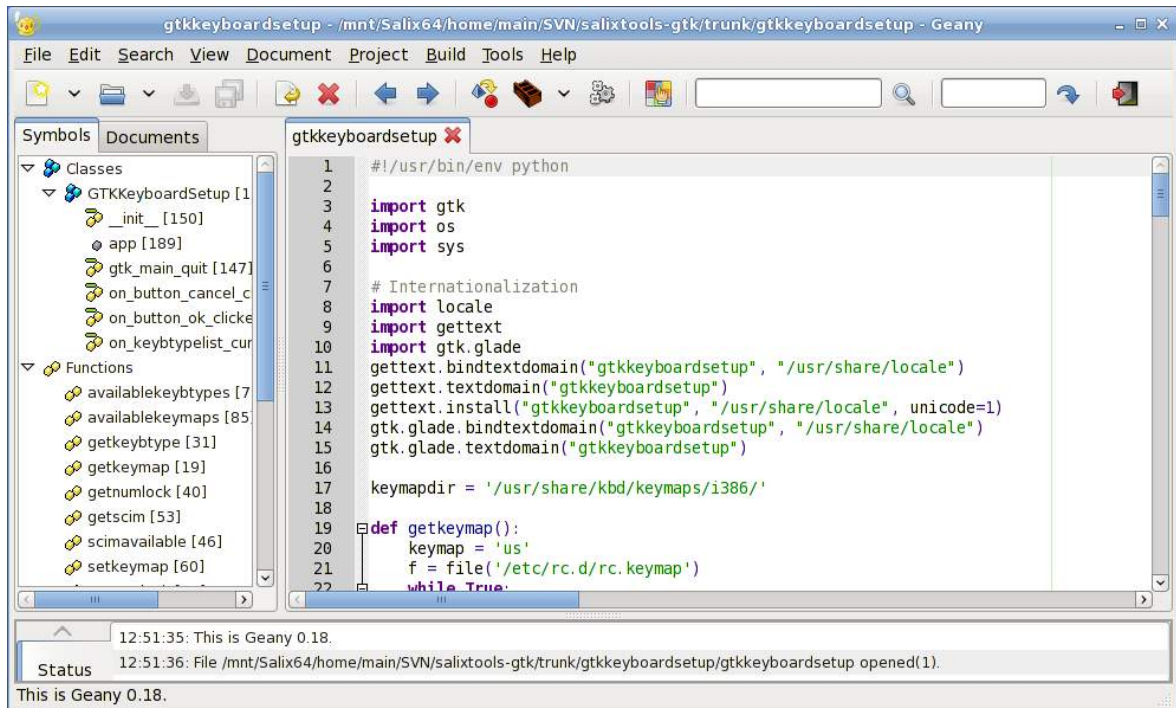 gtkkeyboardsetup - /mnt/Salix64/home/main/SVN/salixtools-gtk/trunk/gtkkeyboardsetup - Geany
File Edit Search View Document Project Build Tools Help
Symbols Documents
Classes
GTKKeyboardSetup [1
__init__ [150]
app [189]
gtk_main_quit [147]
on_button_cancel_c
on_button_ok_clicke
on_keybtypelist_cur
Functions
availablekeybtypes [7
availablekeymaps [85
getkeybtype [31]
getkeymap [19]
getnumlock [40]
getscim [53]
scimavailable [46]
setkeymap [60]
gtkkeyboardsetup
1 #!/usr/bin/env python
2
3 import gtk
4 import os
5 import sys
6
7 # Internationalization
8 import locale
9 import gettext
10 import gtk.glade
11 gettext.bindtextdomain("gtkkeyboardsetup", "/usr/share/locale")
12 gettext.textdomain("gtkkeyboardsetup")
13 gettext.install("gtkkeyboardsetup", "/usr/share/locale", unicode=1)
14 gtk.glade.bindtextdomain("gtkkeyboardsetup", "/usr/share/locale")
15 gtk.glade.textdomain("gtkkeyboardsetup")
16
17 keymapdir = '/usr/share/kbd/keymaps/i386/'
18
19 def getkeymap():
20 keymap = 'us'
21 f = file('/etc/rc.d/rc.keymap')
22 while True:
Status
12:51:35: This is Geany 0.18.
12:51:36: File /mnt/Salix64/home/main/SVN/salixtools-gtk/trunk/gtkkeyboardsetup/gtkkeyboardsetup opened(1).
This is Geany 0.18.